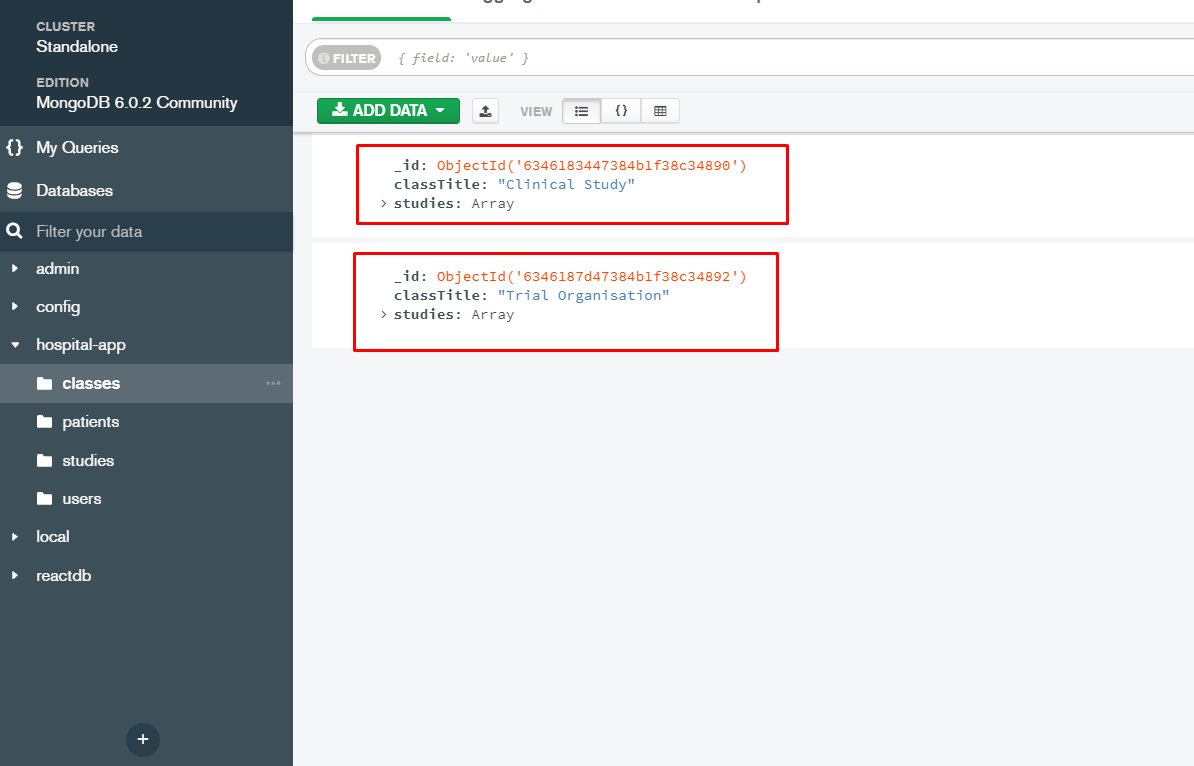 CLUSTER
Standalone
EDITION
MongoDB 6.0.2 Community
{} My Queries
Databases
Filter your data
admin
config
hospital-app
classes
patients
studies
users
local
reactdb
+
FILTER { field: 'value' }
ADD DATA
VIEW {}
_id: ObjectId('6346183447384b1f38c34890')
classTitle: "Clinical Study"
> studies: Array
_id: ObjectId('6346187d47384b1f38c34892')
classTitle: "Trial Organisation"
> studies: Array